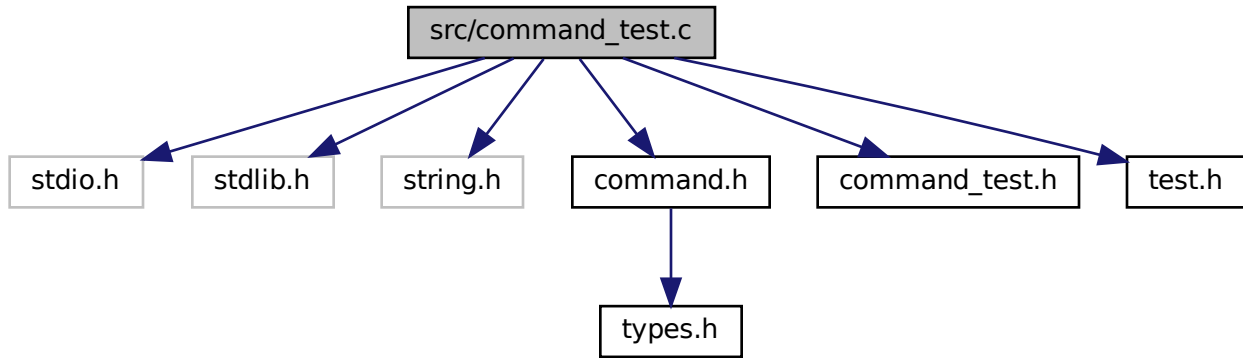 src/command_test.c
stdio.h
stdlib.h
string.h
command.h
command_test.h
test.h
types.h